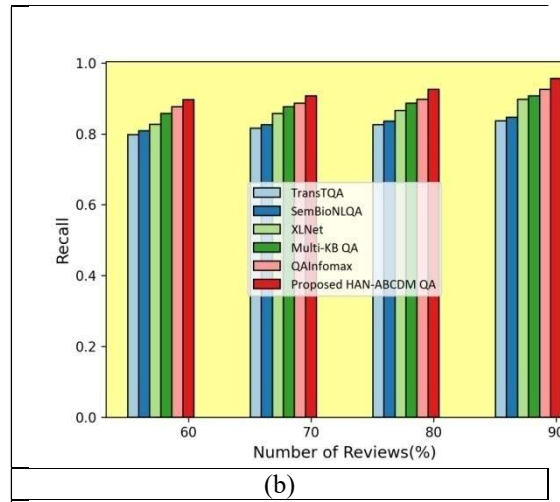 1.0
0.8
0.6
0.4
0.2
0.0
Recall
TransTQA
SemBioNLQA
XLNet
Multi-KB QA
QAInfomax
Proposed HAN-ABCDM QA
60 70 80 90
Number of Reviews(%)
(b)